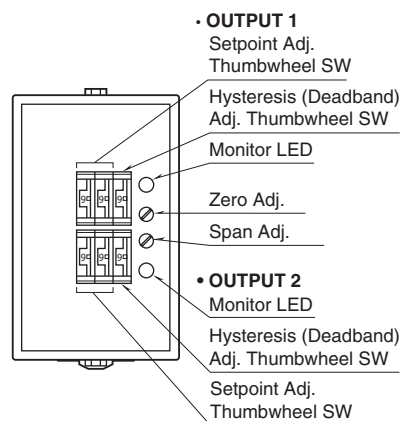 • OUTPUT 1
Setpoint Adj.
Thumbwheel SW
Hysteresis (Deadband)
Adj. Thumbwheel SW
Monitor LED
Zero Adj.
Span Adj.
• OUTPUT 2
Monitor LED
Hysteresis (Deadband)
Adj. Thumbwheel SW
Setpoint Adj.
Thumbwheel SW